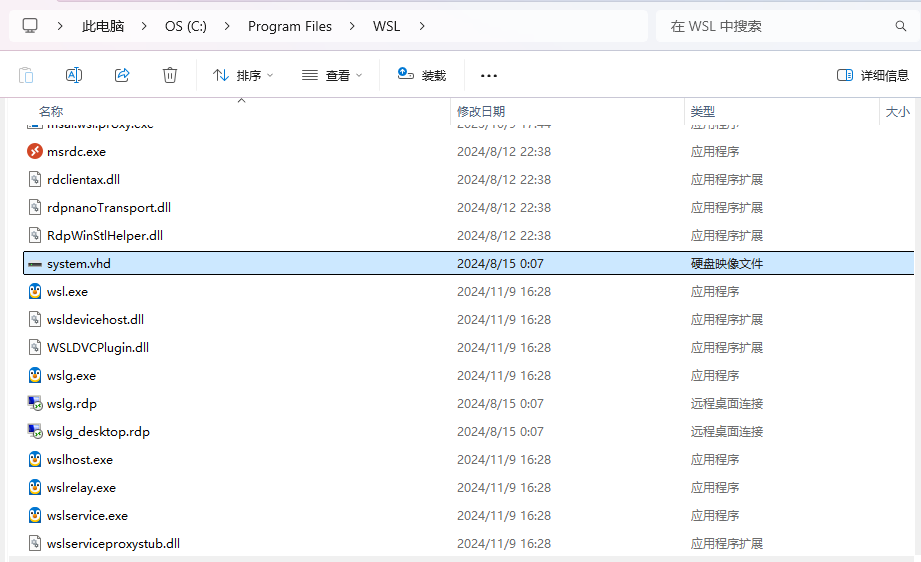 此电脑 OS (C:) Program Files WSL 在 WSL 中搜索
排序 查看 装载 详细信息
名称 修改日期 类型 大小
msal.wsl.proxy.exe 17:44 应用程序
msrdc.exe 2024/8/12 22:38 应用程序
rdclientax.dll 2024/8/12 22:38 应用程序扩展
rdpnanoTransport.dll 2024/8/12 22:38 应用程序扩展
RdpWinStlHelper.dll 2024/8/12 22:38 应用程序扩展
system.vhd 2024/8/15 0:07 硬盘映像文件
wsl.exe 2024/11/9 16:28 应用程序
wsldevicehost.dll 2024/11/9 16:28 应用程序扩展
WSLDVCPlugin.dll 2024/11/9 16:28 应用程序扩展
wslg.exe 2024/11/9 16:28 应用程序
wslg.rdp 2024/8/15 0:07 远程桌面连接
wslg_desktop.rdp 2024/8/15 0:07 远程桌面连接
wslhost.exe 2024/11/9 16:28 应用程序
wslrelay.exe 2024/11/9 16:28 应用程序
wslservice.exe 2024/11/9 16:28 应用程序
wslserviceproxystub.dll 2024/11/9 16:28 应用程序扩展